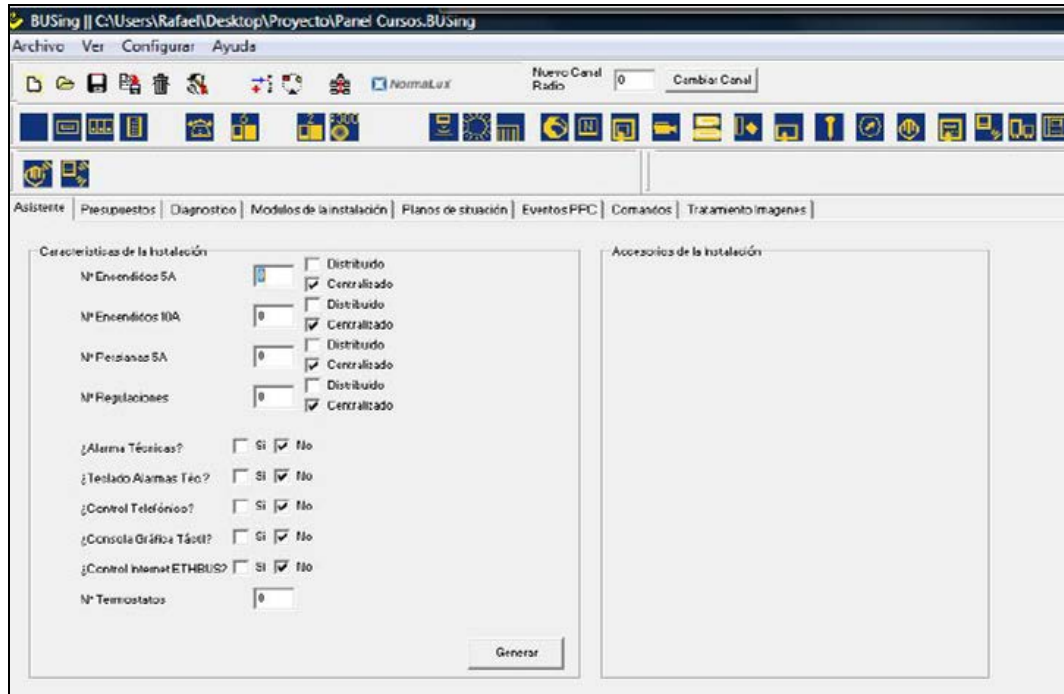 BUSing || C:\Users\Rafael\Desktop\Proyecto\Panel Cursos.BUSing
Archivo Ver Configurar Ayuda
NormaLux
Nuevo Canal Radio
0
Cambiar Canal
6
2
3300
N
Asistente Presupuestos Diagnostico Modulos de la instalación Planos de situación Eventos PPC Comandos Tratamiento Imagenes
Características de la Instalación
Nº Encendidos 5A
0
Distribuido
Centralizado
Nº Encendidos 10A
0
Distribuido
Centralizado
Nº Persianas 5A
0
Distribuido
Centralizado
Nº Regulaciones
0
Distribuido
Centralizado
¿Alarma Técnicas? Si No
¿Teclado Alarmas Téc? Si No
¿Control Telefónico? Si No
¿Consola Gráfica Táctil? Si No
¿Control Internet ETHBUS? Si No
Nº Termostatos
0
Generar
Accesorios de la Instalación